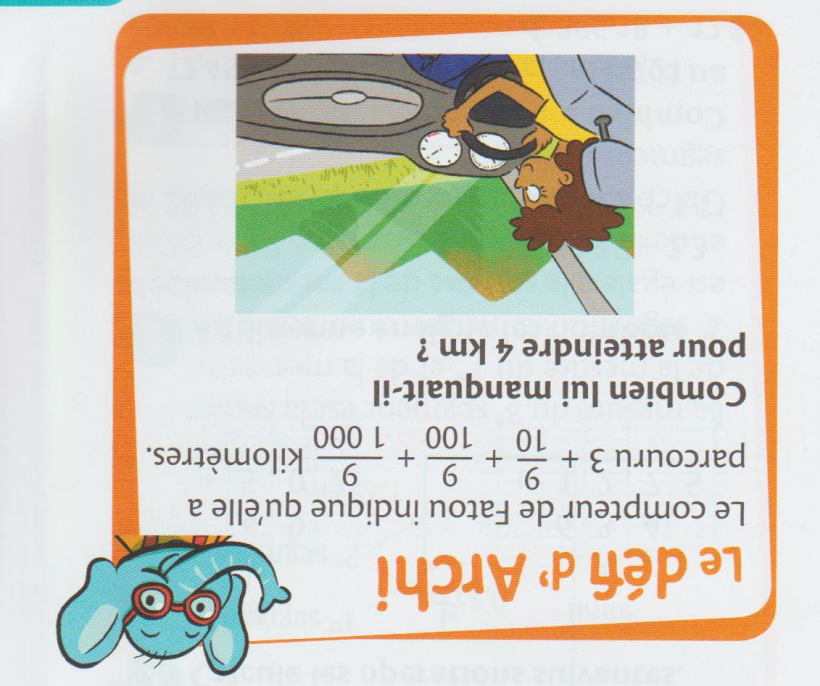 Le défi d'Archi
Le compteur de Fatou indique qu'elle a
parcouru 3 + 9/10 + 9/100 + 9/1 000 kilomètres.
Combien lui manquait-il
pour atteindre 4 km ?